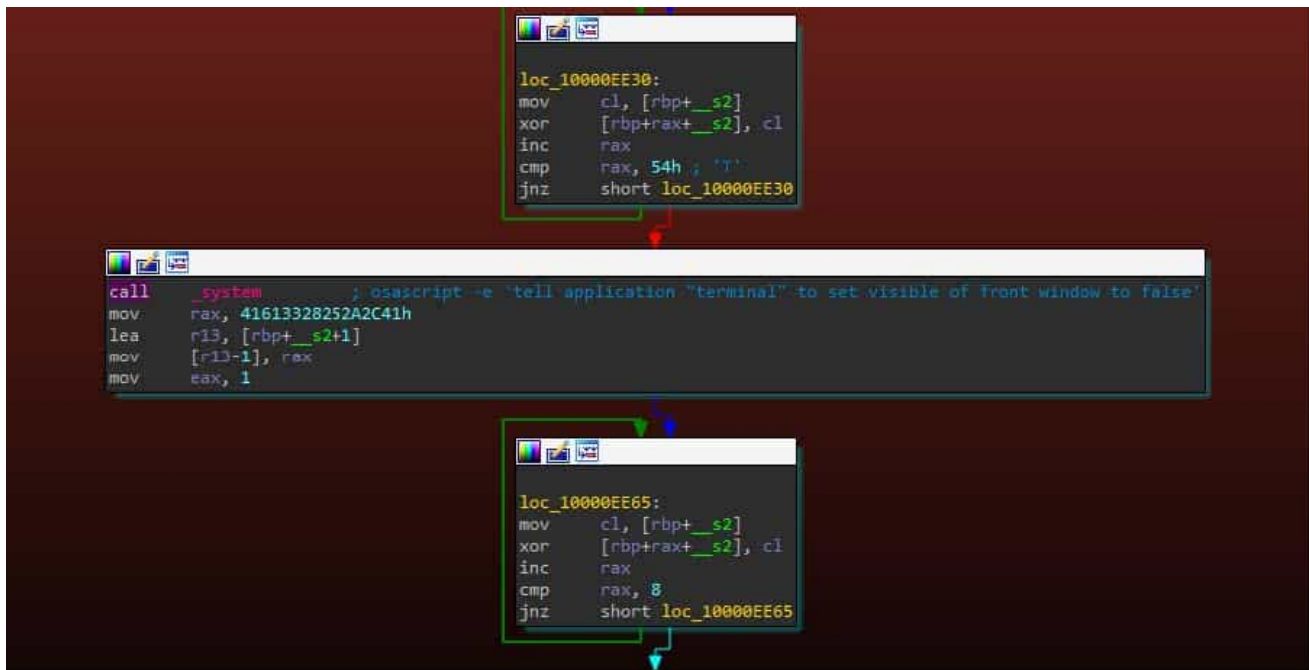 loc_10000EE30:
mov cl, [rbp+__s2]
xor [rbp+rax+__s2], cl
inc rax
cmp rax, 54h ; 'T'
jnz short loc_10000EE30
call _system ; osascript -e 'tell application "terminal" to set visible of front window to false'
mov rax, 41613328252A2C41h
lea r13, [rbp+__s2+1]
mov [r13-1], rax
mov eax, 1
loc_10000EE65:
mov cl, [rbp+__s2]
xor [rbp+rax+__s2], cl
inc rax
cmp rax, 8
jnz short loc_10000EE65